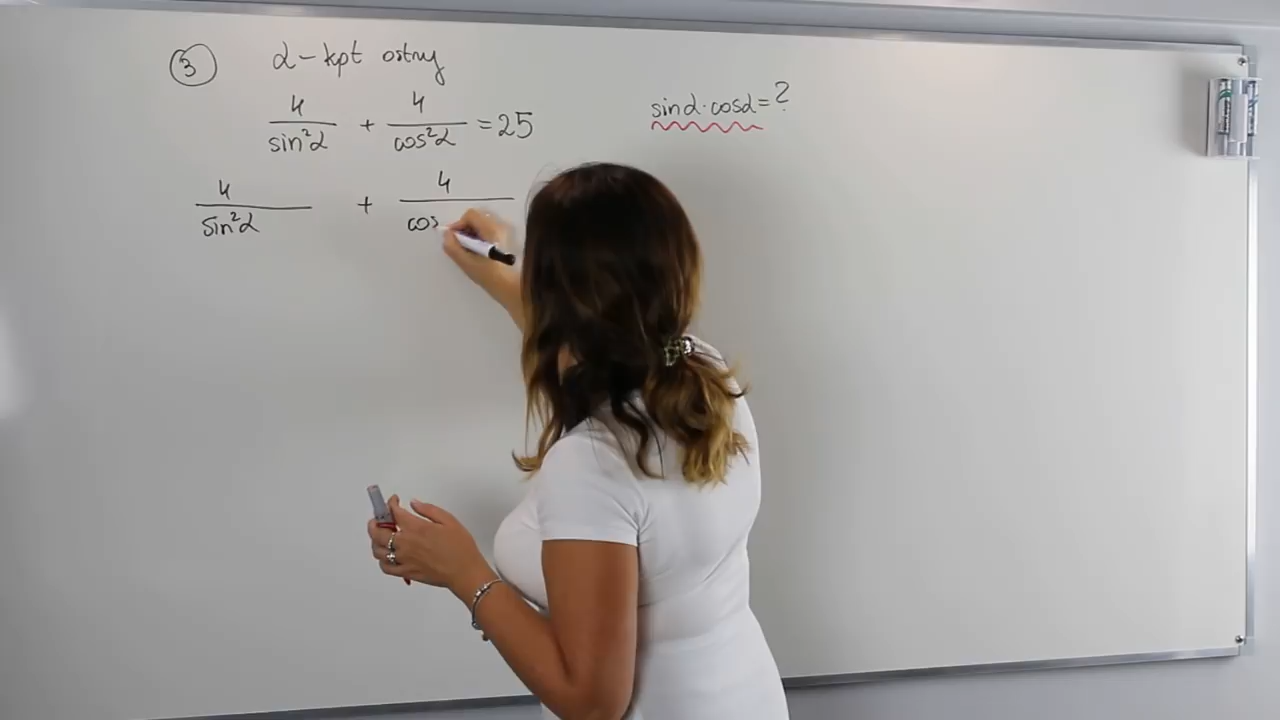 ③ α - kąt ostry
4/sin²α + 4/cos²α = 25
sinα·cosα = ?
4/sin²α + 4/cos